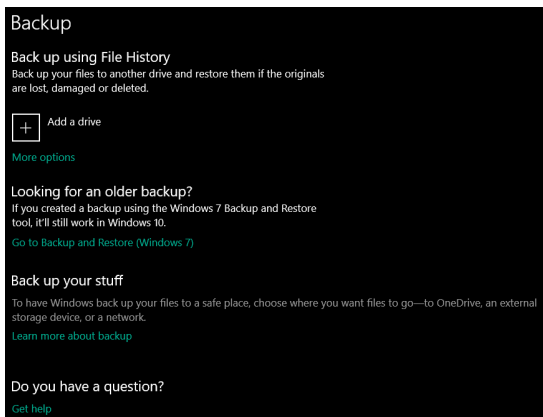 Backup
Back up using File History
Back up your files to another drive and restore them if the originals
are lost, damaged or deleted.
Add a drive
More options
Looking for an older backup?
If you created a backup using the Windows 7 Backup and Restore
tool, it'll still work in Windows 10.
Go to Backup and Restore (Windows 7)
Back up your stuff
To have Windows back up your files to a safe place, choose where you want files to go—to OneDrive, an external
storage device, or a network.
Learn more about backup
Do you have a question?
Get help